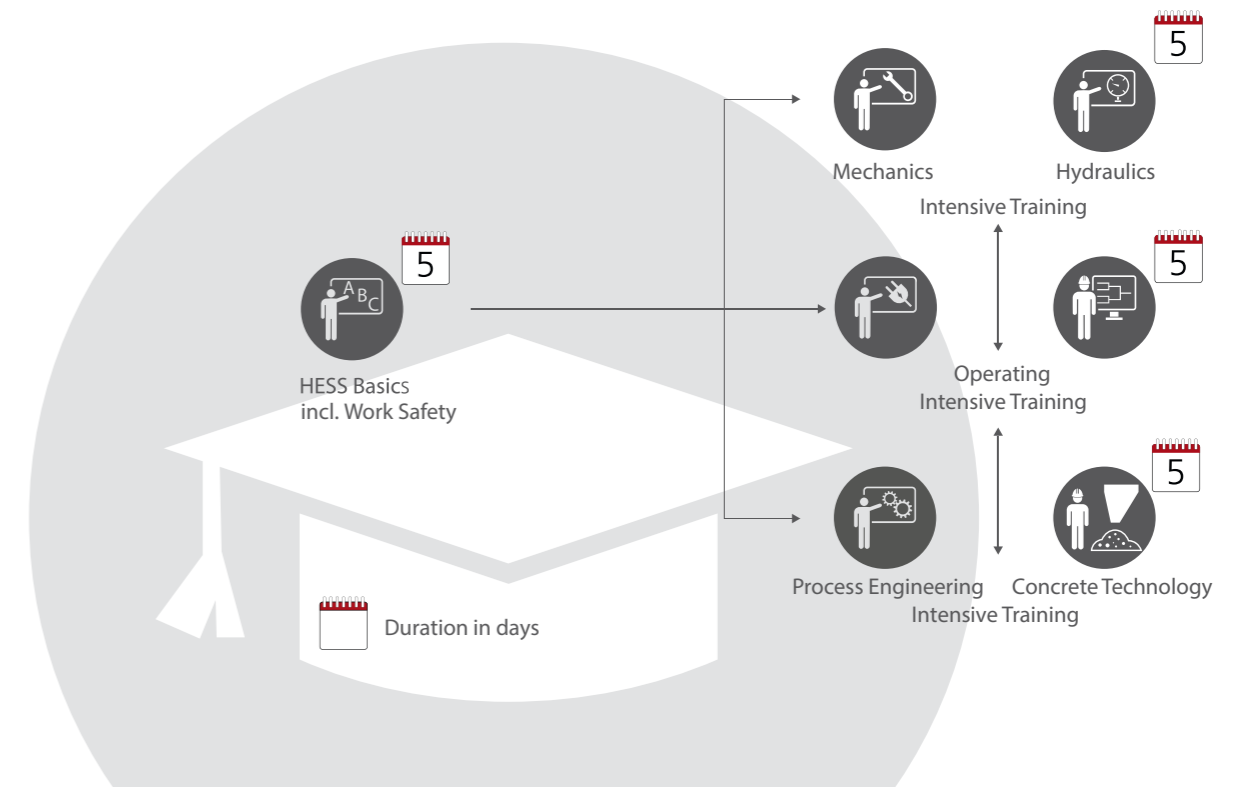 5
Mechanics
Hydraulics
Intensive Training
5
A B C
HESS Basics
incl. Work Safety
5
Operating
Intensive Training
5
Process Engineering
Concrete Technology
Intensive Training
Duration in days